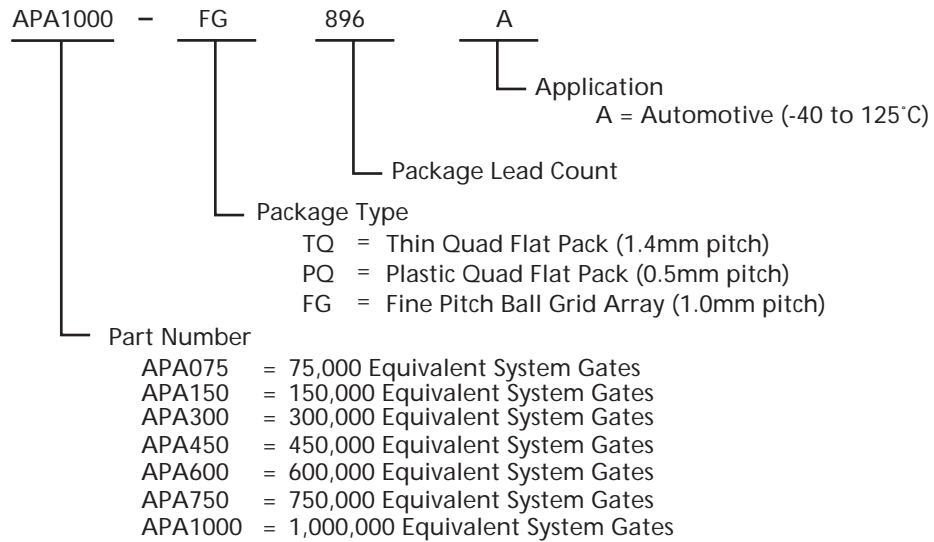 APA1000 – FG 896 A
Application
A = Automotive (-40 to 125˚C)
Package Lead Count
Package Type
TQ = Thin Quad Flat Pack (1.4mm pitch)
PQ = Plastic Quad Flat Pack (0.5mm pitch)
FG = Fine Pitch Ball Grid Array (1.0mm pitch)
Part Number
APA075 = 75,000 Equivalent System Gates
APA150 = 150,000 Equivalent System Gates
APA300 = 300,000 Equivalent System Gates
APA450 = 450,000 Equivalent System Gates
APA600 = 600,000 Equivalent System Gates
APA750 = 750,000 Equivalent System Gates
APA1000 = 1,000,000 Equivalent System Gates